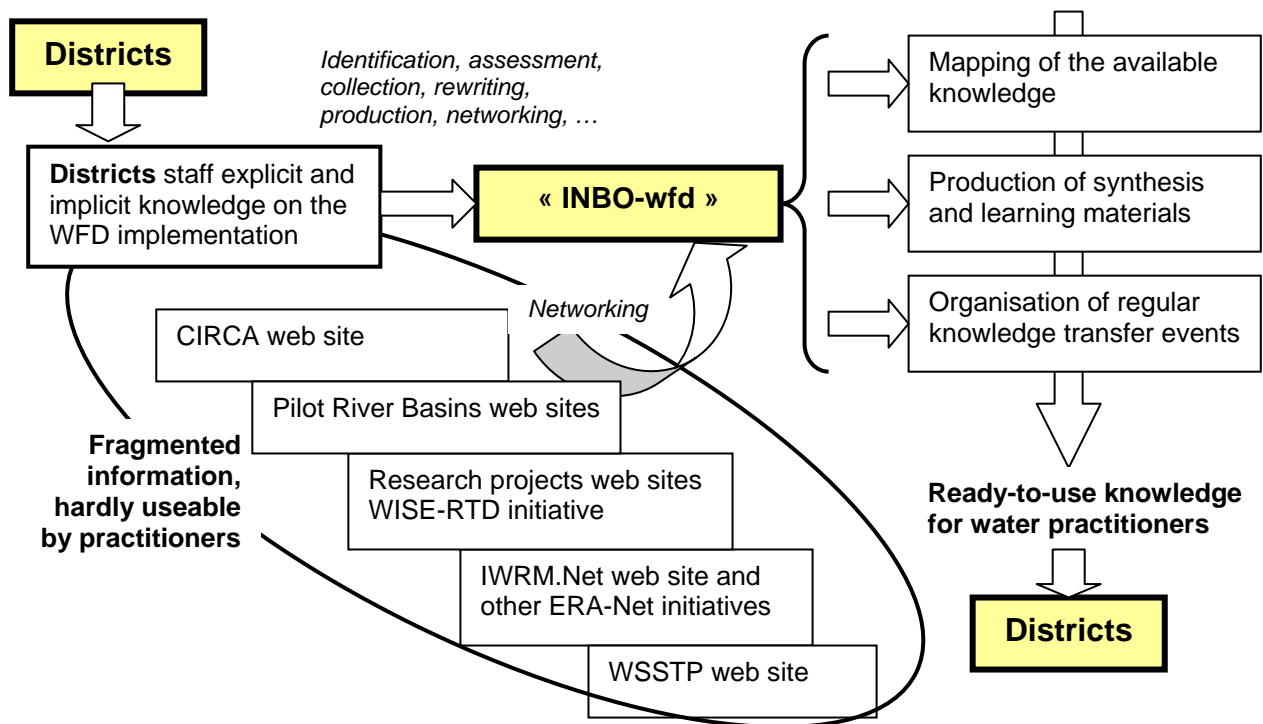 Districts
Identification, assessment,
collection, rewriting,
production, networking, …
Districts staff explicit and
implicit knowledge on the
WFD implementation
« INBO-wfd »
Mapping of the available
knowledge
Production of synthesis
and learning materials
Organisation of regular
knowledge transfer events
Networking
CIRCA web site
Pilot River Basins web sites
Research projects web sites
WISE-RTD initiative
IWRM.Net web site and
other ERA-Net initiatives
WSSTP web site
Fragmented
information,
hardly useable
by practitioners
Ready-to-use knowledge
for water practitioners
Districts